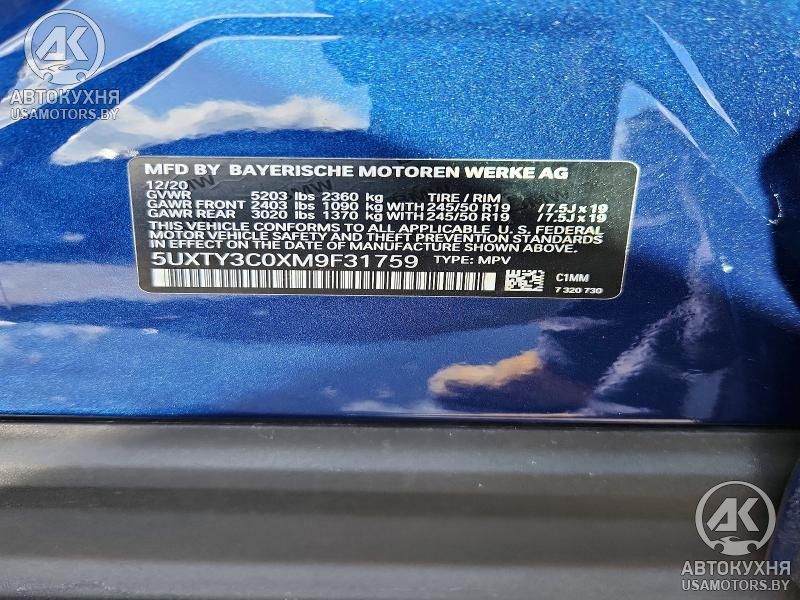 AK
АВТОКУХНЯ
USAMOTORS.BY
MFD BY BAYERISCHE MOTOREN WERKE AG
12/20
GVWR 5203 lbs 2360 kg TIRE / RIM
GAWR FRONT 2403 lbs 1090 kg WITH 245/50 R19 /7.5J x 19
GAWR REAR 3020 lbs 1370 kg WITH 245/50 R19 /7.5J x 19
THIS VEHICLE CONFORMS TO ALL APPLICABLE U.S. FEDERAL
MOTOR VEHICLE SAFETY AND THEFT PREVENTION STANDARDS
IN EFFECT ON THE DATE OF MANUFACTURE SHOWN ABOVE.
5UXTY3C0XM9F31759 TYPE: MPV
C1MM
7 320 730
AK
АВТОКУХНЯ
USAMOTORS.BY